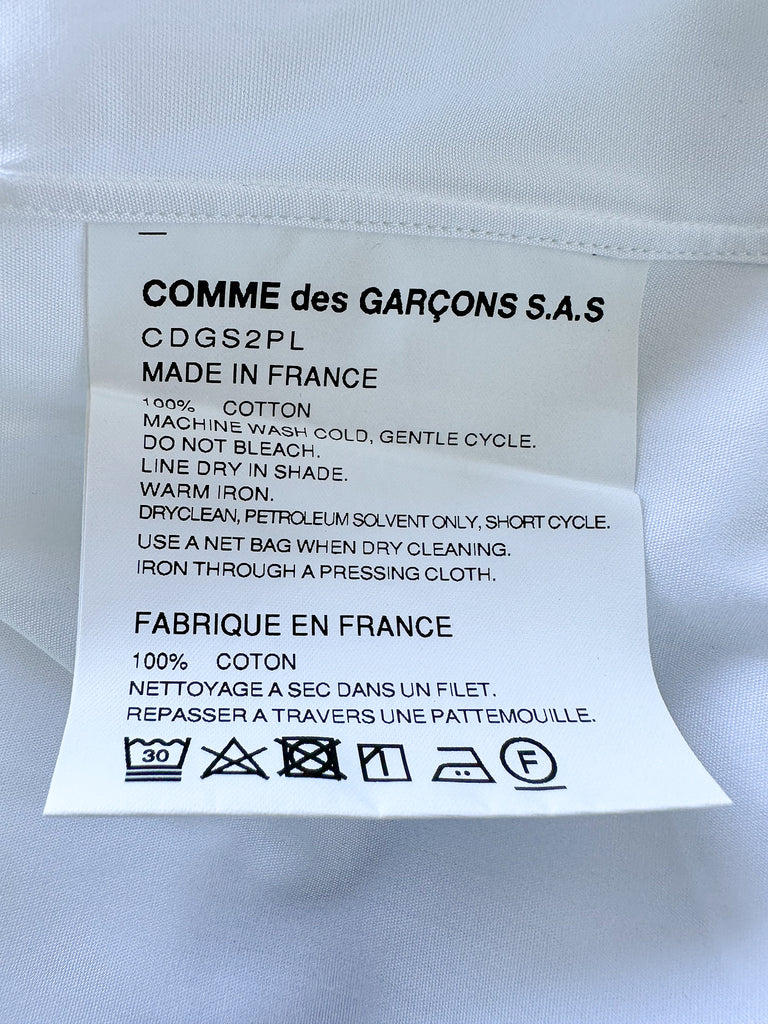 COMME des GARÇONS S.A.S
CDGS2PL
MADE IN FRANCE
100% COTTON
MACHINE WASH COLD, GENTLE CYCLE.
DO NOT BLEACH.
LINE DRY IN SHADE.
WARM IRON.
DRYCLEAN, PETROLEUM SOLVENT ONLY, SHORT CYCLE.
USE A NET BAG WHEN DRY CLEANING.
IRON THROUGH A PRESSING CLOTH.
FABRIQUE EN FRANCE
100% COTON
NETTOYAGE A SEC DANS UN FILET.
REPASSER A TRAVERS UNE PATTEMOUILLE.
30 F